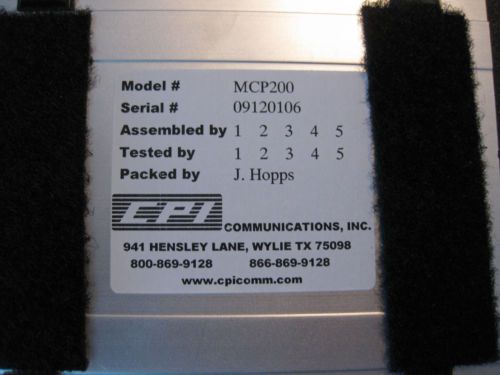 Model # MCP200
Serial # 09120106
Assembled by 1 2 3 4 5
Tested by 1 2 3 4 5
Packed by J. Hopps
CPI COMMUNICATIONS, INC.
941 HENSLEY LANE, WYLIE TX 75098
800-869-9128 866-869-9128
www.cpicomm.com